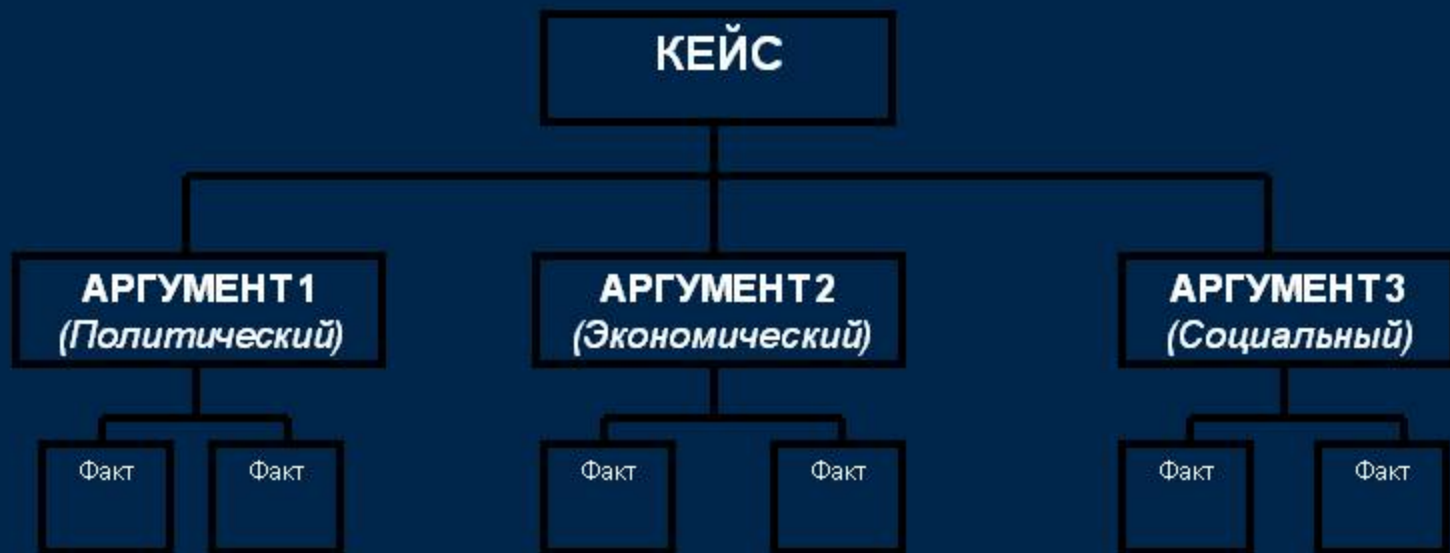 КЕЙС
АРГУМЕНТ 1
(Политический)
АРГУМЕНТ 2
(Экономический)
АРГУМЕНТ 3
(Социальный)
Факт
Факт
Факт
Факт
Факт
Факт